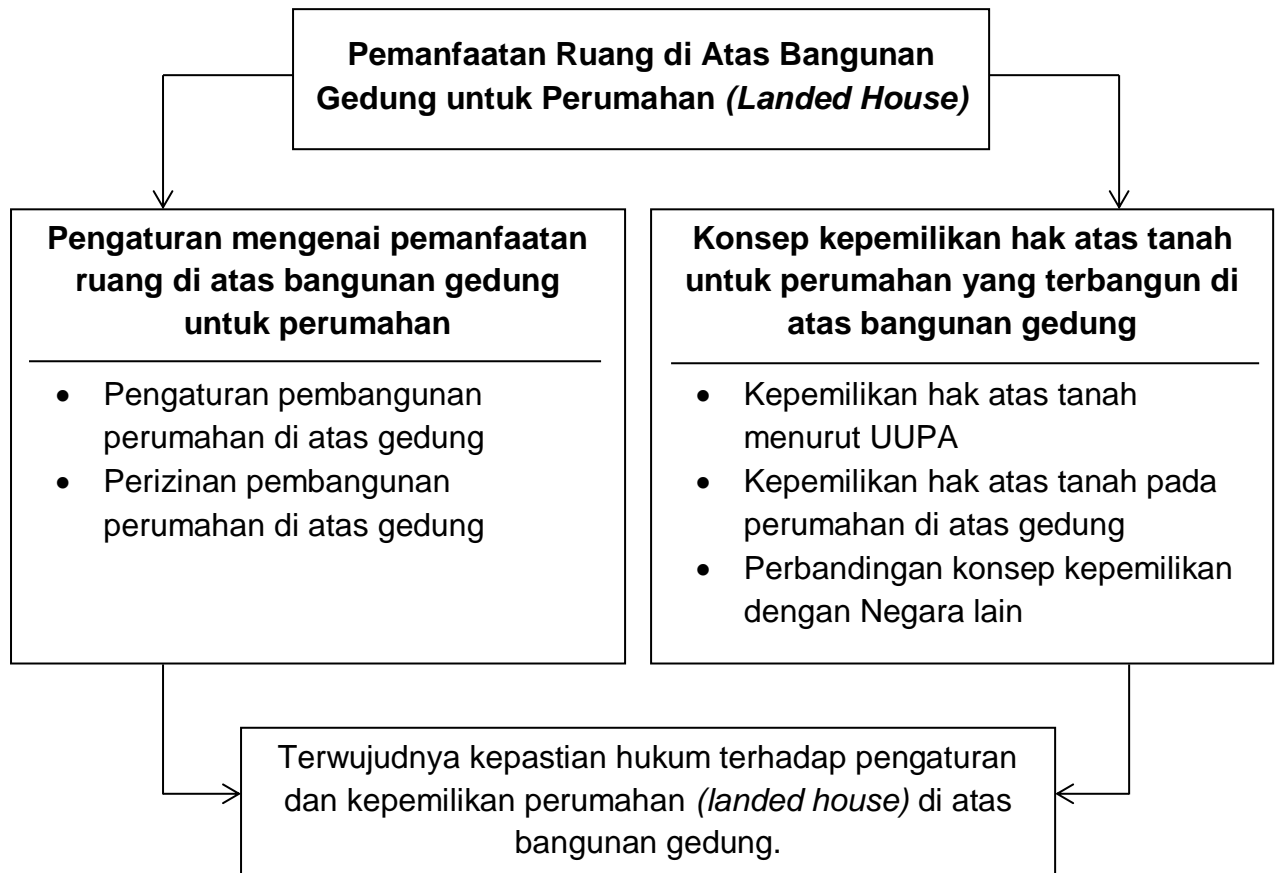 Pemanfaatan Ruang di Atas Bangunan
Gedung untuk Perumahan (Landed House)
Pengaturan mengenai pemanfaatan
ruang di atas bangunan gedung
untuk perumahan
• Pengaturan pembangunan
perumahan di atas gedung
• Perizinan pembangunan
perumahan di atas gedung
Konsep kepemilikan hak atas tanah
untuk perumahan yang terbangun di
atas bangunan gedung
• Kepemilikan hak atas tanah
menurut UUPA
• Kepemilikan hak atas tanah pada
perumahan di atas gedung
• Perbandingan konsep kepemilikan
dengan Negara lain
Terwujudnya kepastian hukum terhadap pengaturan
dan kepemilikan perumahan (landed house) di atas
bangunan gedung.